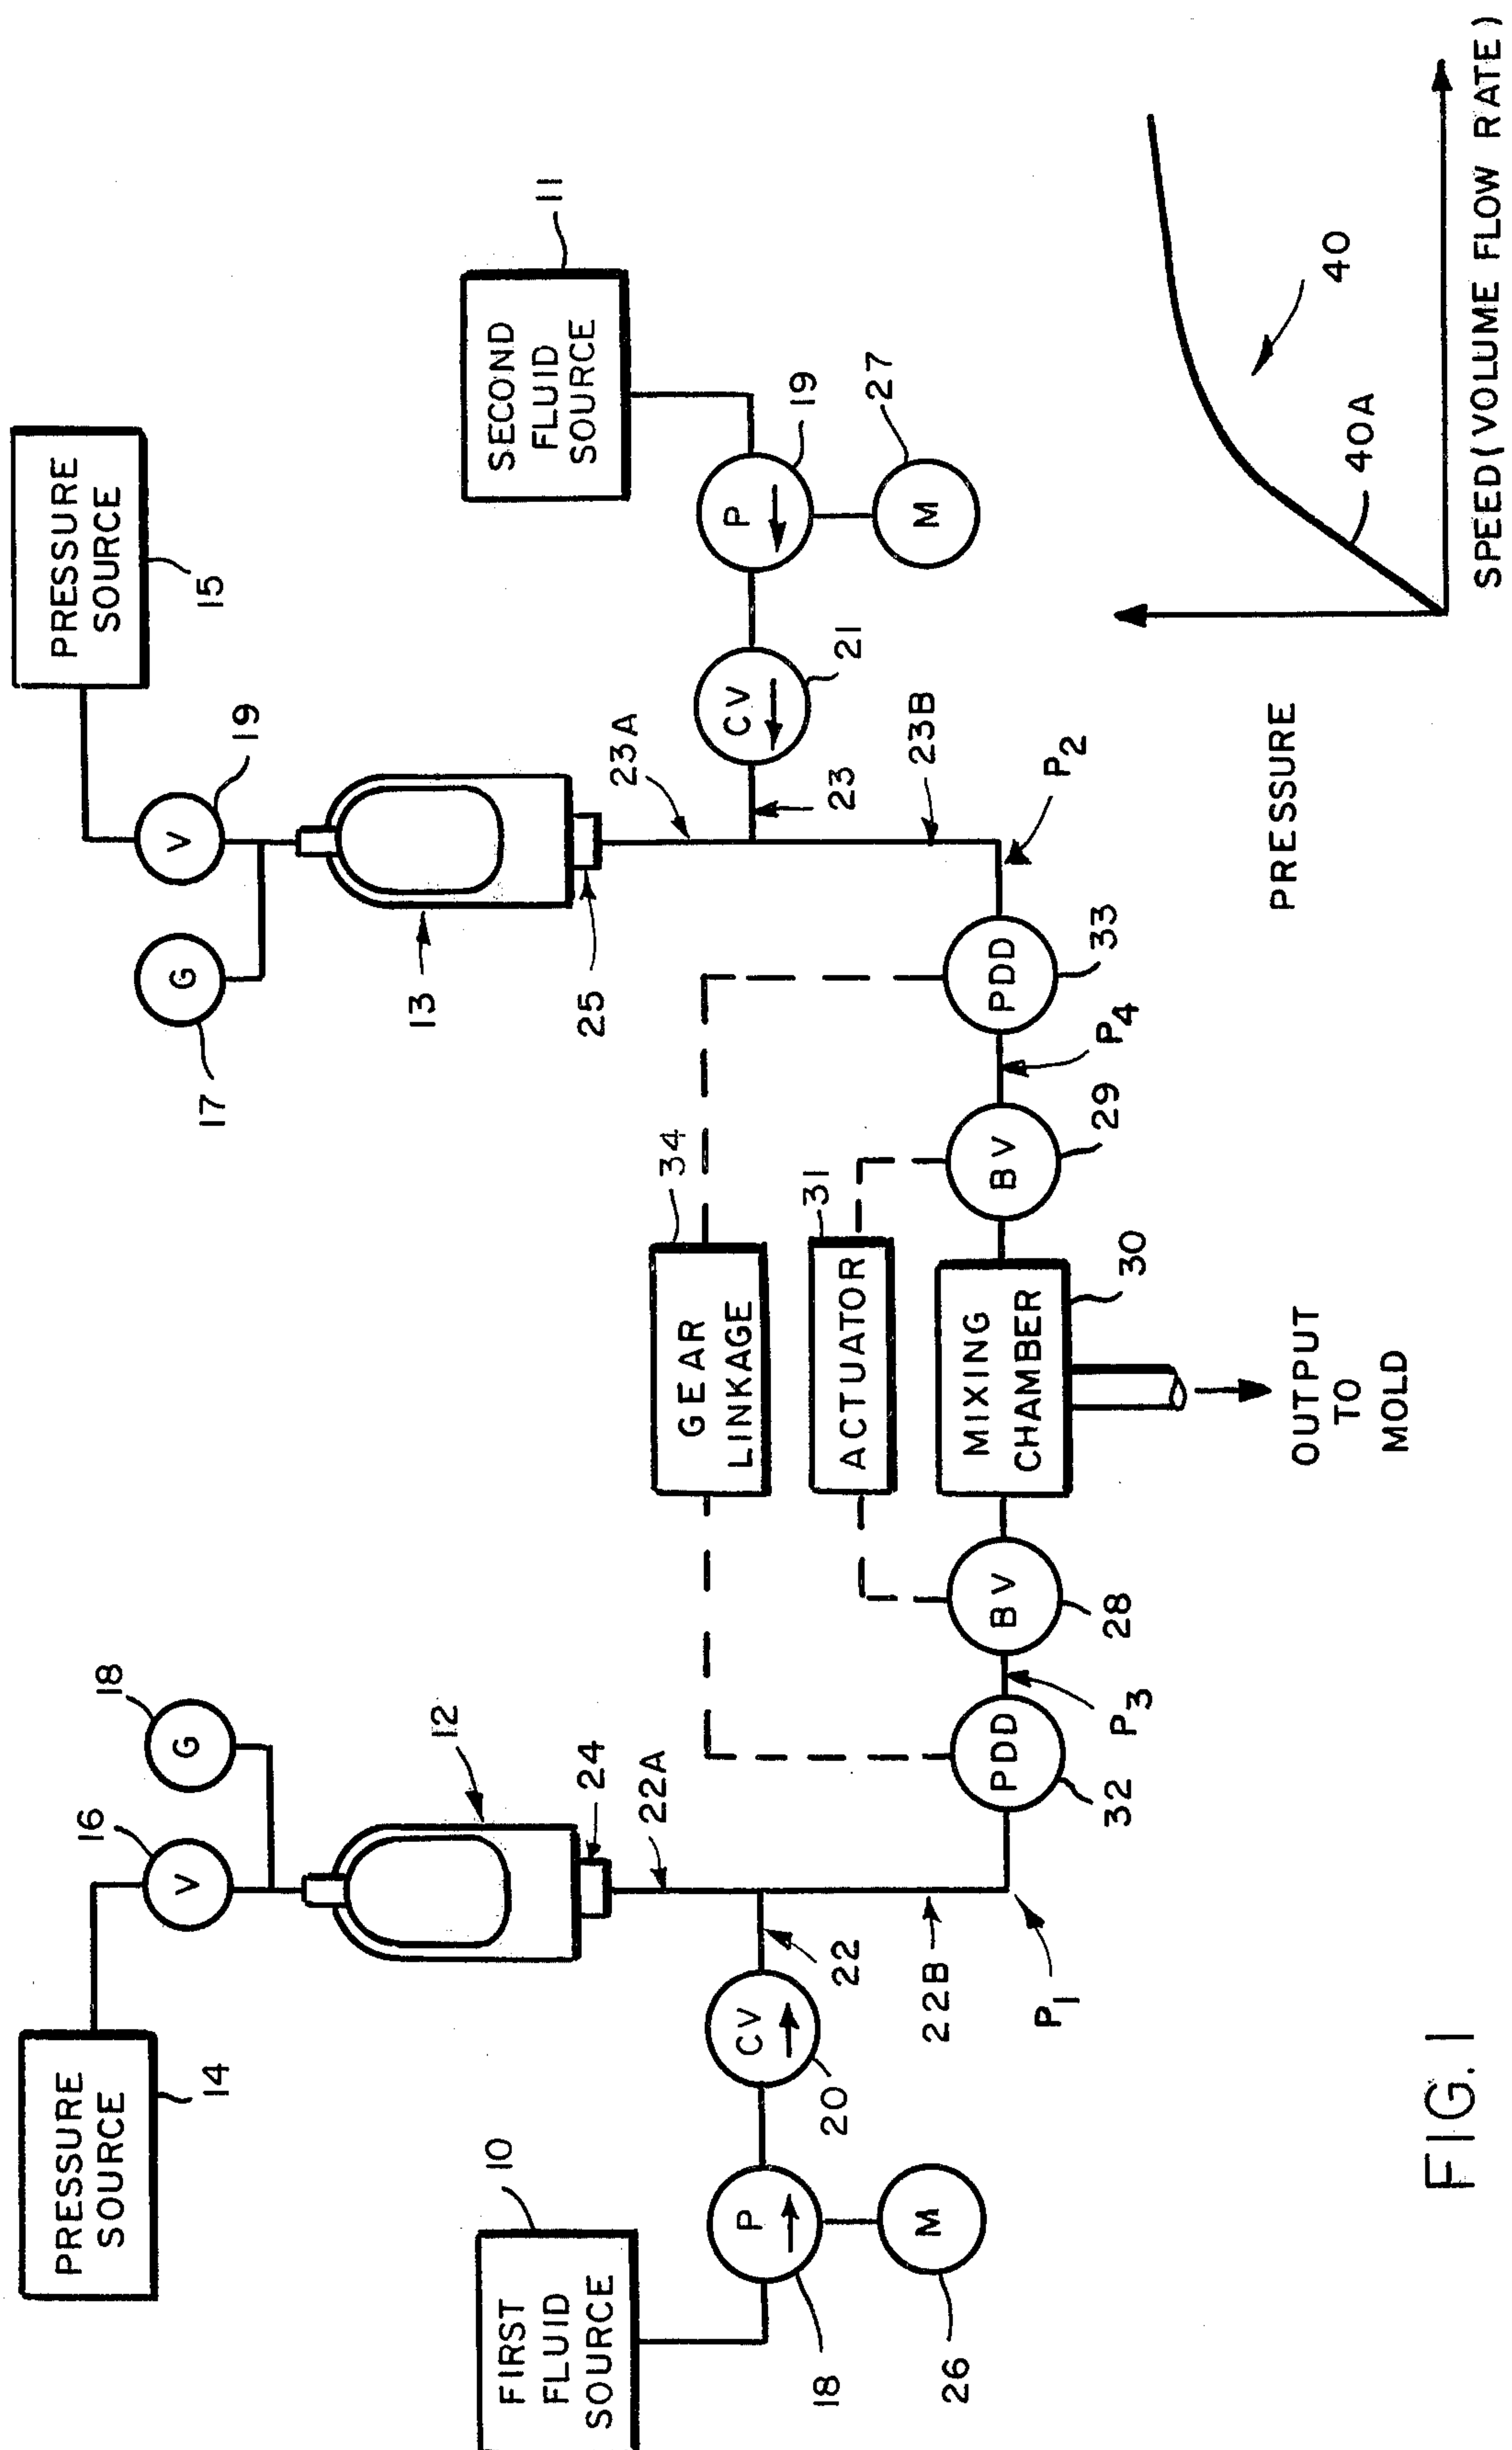 PRESSURE
SOURCE
14
16
V
G
18
12
24
22A
FIRST
FLUID
SOURCE
10
P
18
M
26
CV
20
22
22B
P1
PDD
32
P3
BV
28
GEAR
LINKAGE
34
ACTUATOR
31
MIXING
CHAMBER
30
OUTPUT
TO
MOLD
BV
29
P4
PDD
33
P2
PRESSURE
SOURCE
15
V
19
G
17
13
25
23A
23
23B
CV
21
P
19
M
27
SECOND
FLUID
SOURCE
11
PRESSURE
40
40A
SPEED (VOLUME FLOW RATE)
FIG. 1